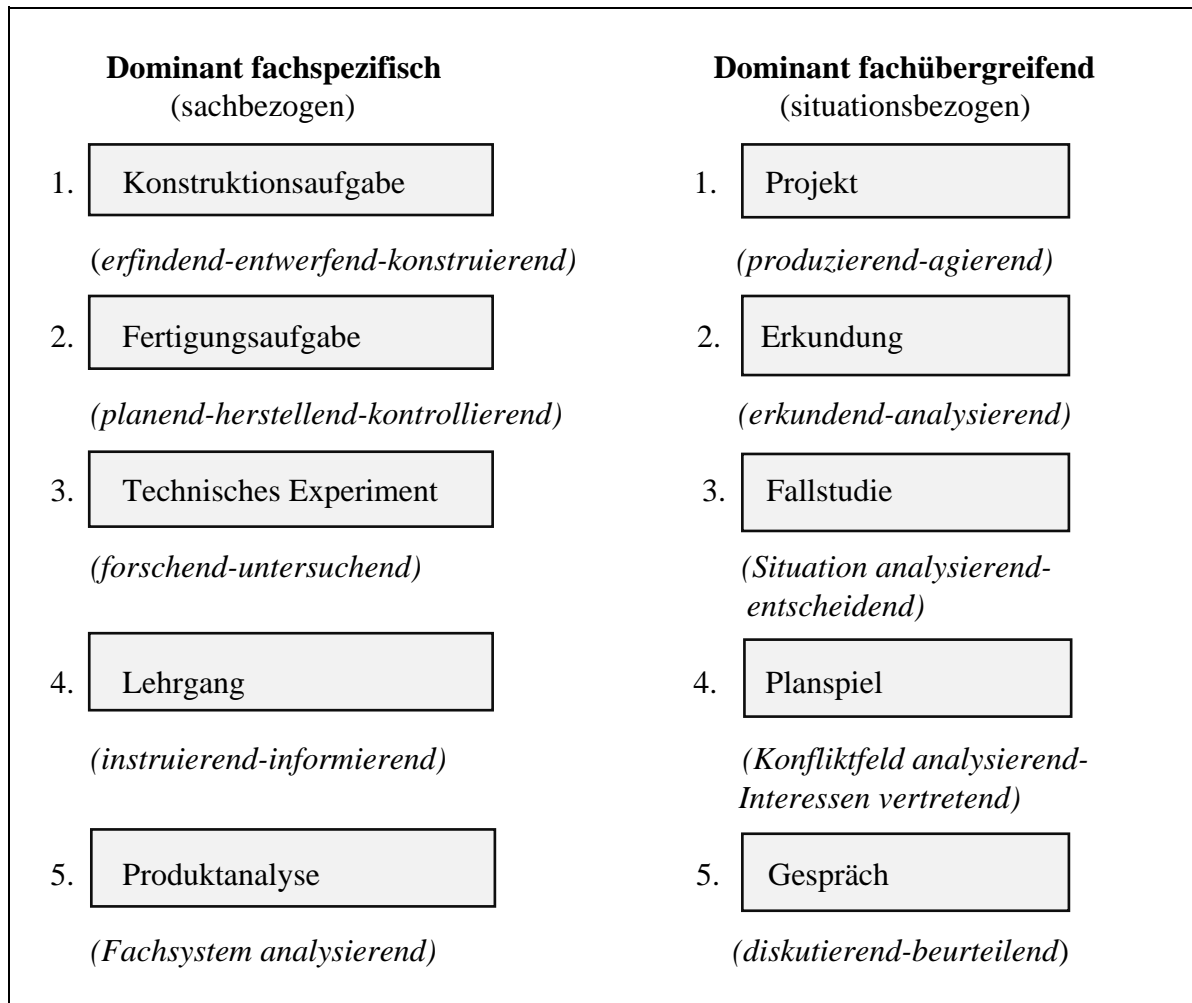 Dominant fachspezifisch
(sachbezogen)
1. Konstruktionsaufgabe
(erfindend-entwerfend-konstruierend)
2. Fertigungsaufgabe
(planend-herstellend-kontrollierend)
3. Technisches Experiment
(forschend-untersuchend)
4. Lehrgang
(instruierend-informierend)
5. Produktanalyse
(Fachsystem analysierend)
Dominant fachübergreifend
(situationsbezogen)
1. Projekt
(produzierend-agierend)
2. Erkundung
(erkundend-analysierend)
3. Fallstudie
(Situation analysierend-
entscheidend)
4. Planspiel
(Konfliktfeld analysierend-
Interessen vertretend)
5. Gespräch
(diskutierend-beurteilend)